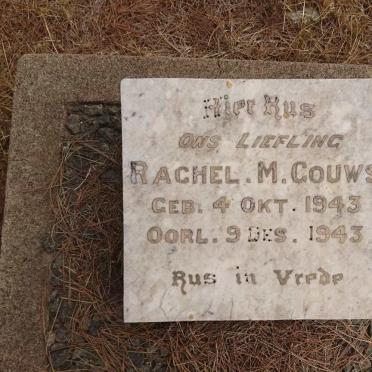 Hier Rus
ONS LIEFLING
RACHEL. M. GOUWS
GEB. 4 OKT. 1943
OORL. 9 DES. 1943
Rus in Vrede